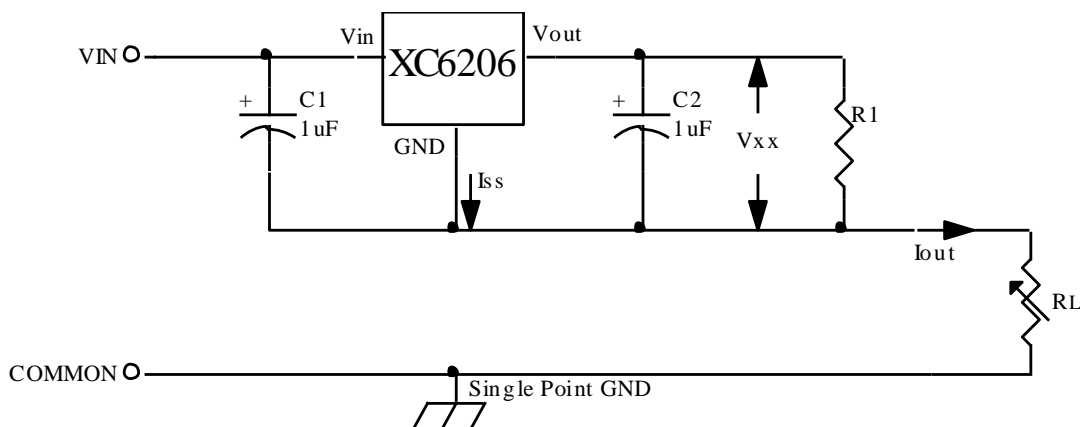 VIN
Vin
XC6206
Vout
+
C1
1uF
GND
Iss
+
C2
1uF
Vxx
R1
Iout
RL
COMMON
Single Point GND